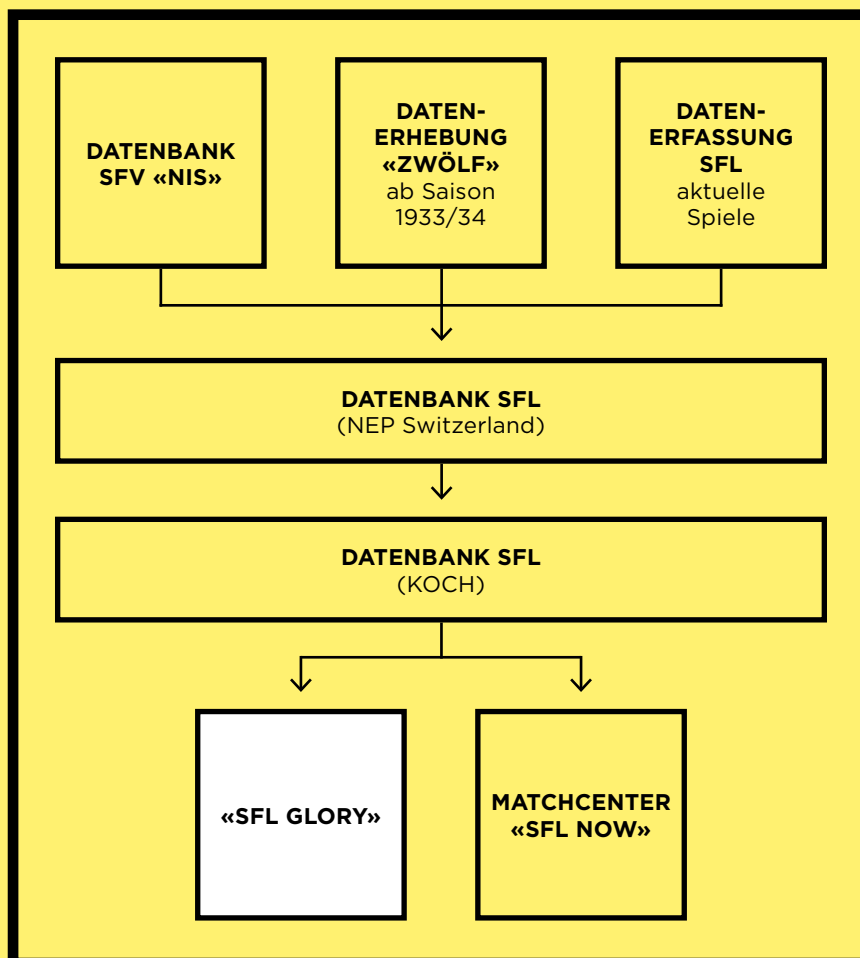 DATENBANK
SFV «NIS»
DATEN-
ERHEBUNG
«ZWÖLF»
ab Saison
1933/34
DATEN-
ERFASSUNG
SFL
aktuelle
Spiele
DATENBANK SFL
(NEP Switzerland)
DATENBANK SFL
(KOCH)
«SFL GLORY»
MATCHCENTER
«SFL NOW»